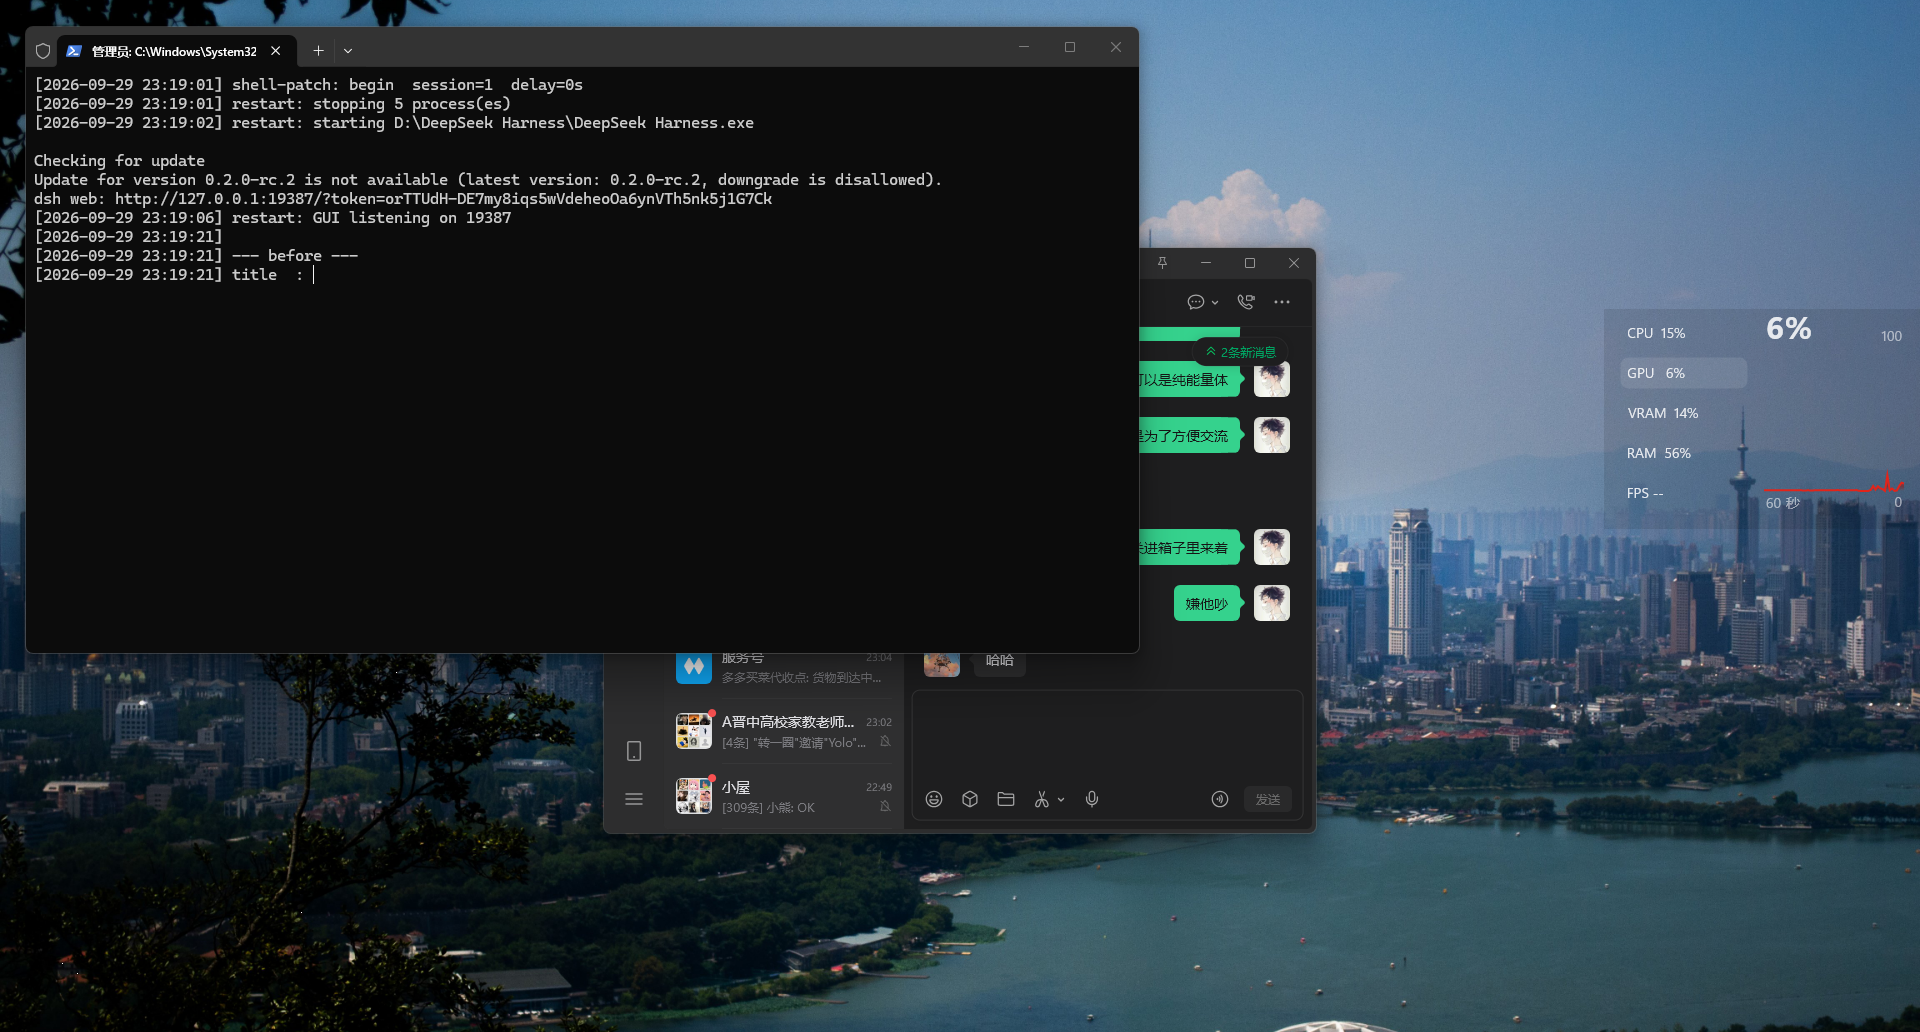 管理员: C:\Windows\System32
[2026-09-29 23:19:01] shell-patch: begin  session=1  delay=0s
[2026-09-29 23:19:01] restart: stopping 5 process(es)
[2026-09-29 23:19:02] restart: starting D:\DeepSeek Harness\DeepSeek Harness.exe
Checking for update
Update for version 0.2.0-rc.2 is not available (latest version: 0.2.0-rc.2, downgrade is disallowed).
dsh web: http://127.0.0.1:19387/?token=orTTUdH-DE7my8iqs5wVdeheoOa6ynVTh5nk5j1G7Ck
[2026-09-29 23:19:06] restart: GUI listening on 19387
[2026-09-29 23:19:21]
[2026-09-29 23:19:21] --- before ---
[2026-09-29 23:19:21] title  :
2条新消息
可以是纯能量体
是为了方便交流
进箱子里来着
嫌他吵
哈哈
服务号 23:04
多多买菜代收点: 货物到达中...
A晋中高校家教老师... 23:02
[4条] "转一圈"邀请"Yolo"...
小屋 22:49
[309条] 小熊: OK
发送
CPU 15%
GPU 6%
VRAM 14%
RAM 56%
FPS --
6%
100
60 秒
0